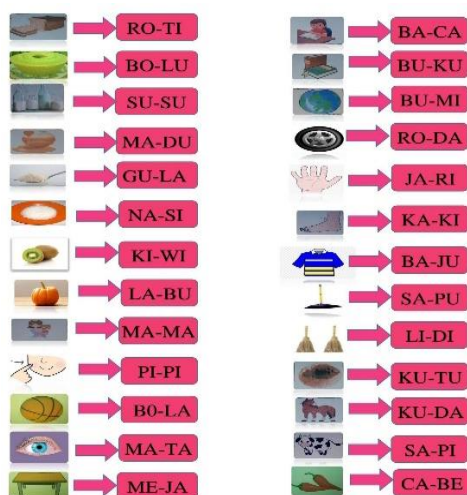 RO-TI
BO-LU
SU-SU
MA-DU
GU-LA
NA-SI
KI-WI
LA-BU
MA-MA
PI-PI
B0-LA
MA-TA
ME-JA
BA-CA
BU-KU
BU-MI
RO-DA
JA-RI
KA-KI
BA-JU
SA-PU
LI-DI
KU-TU
KU-DA
SA-PI
CA-BE